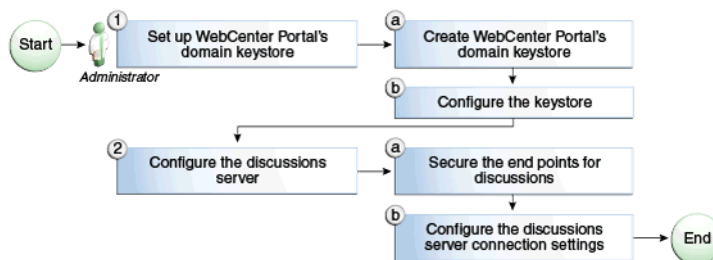 Start
Administrator
1
Set up WebCenter Portal's
domain keystore
a
Create WebCenter Portal's
domain keystore
b
Configure the keystore
2
Configure the discussions
server
a
Secure the end points for
discussions
b
Configure the discussions
server connection settings
End